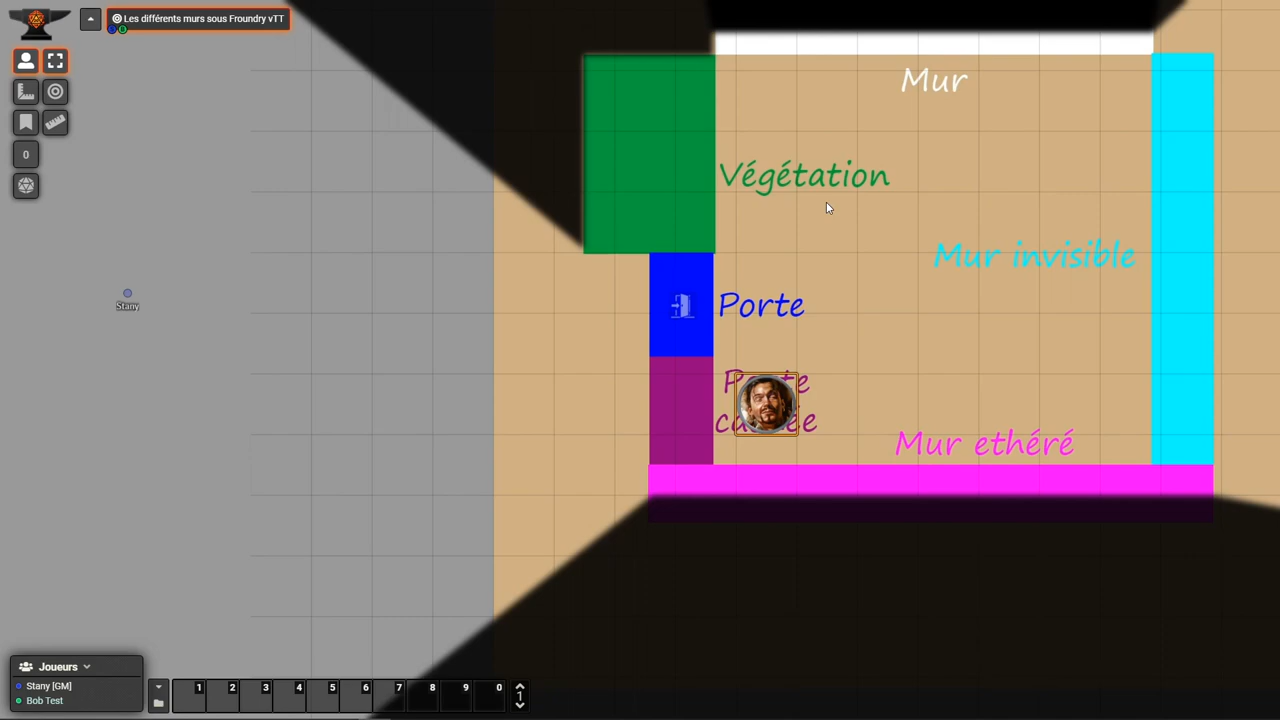 Les différents murs sous Froundry vTT
0
Mur
Végétation
Mur invisible
Stany
Porte
Mur ethéré
Joueurs
Stany [GM]
Bob Test
1 2 3 4 5 6 7 8 9 0
1